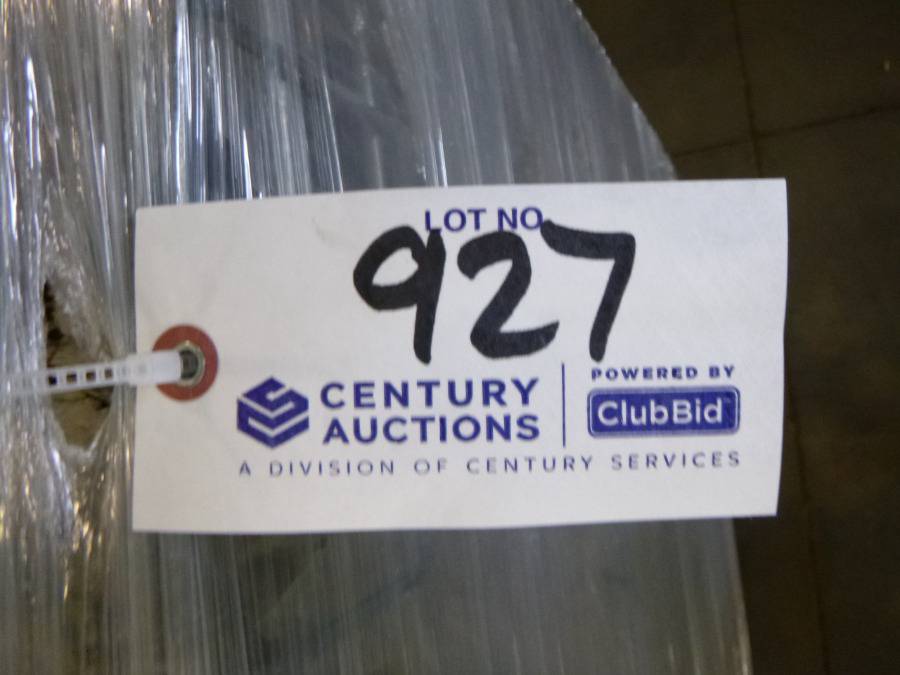 LOT NO.
927
CENTURY
AUCTIONS
POWERED BY
ClubBid
A DIVISION OF CENTURY SERVICES